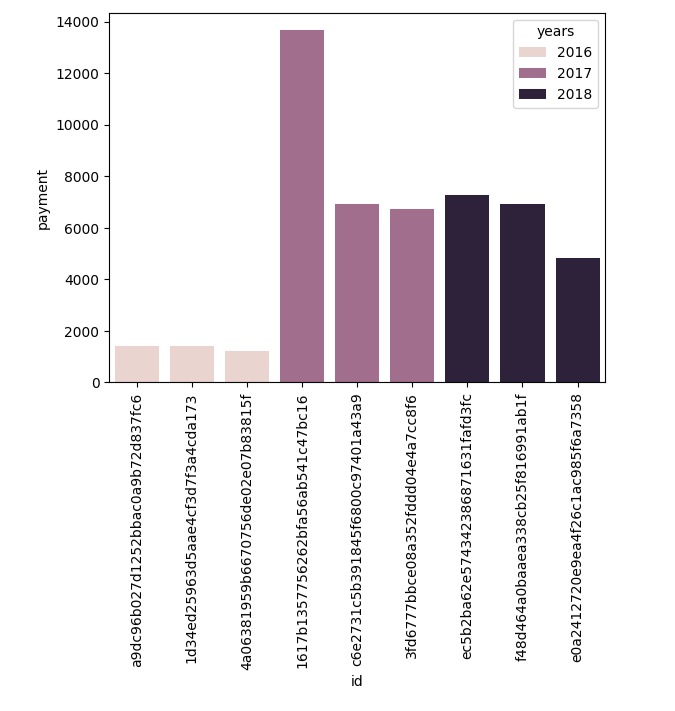 14000
12000
10000
8000
6000
4000
2000
0
payment
years
2016
2017
2018
a9dc96b027d1252bbac0a9b72d837fc6
1d34ed25963d5aae4cf3d7f3a4cda173
4a06381959b6670756de02e07b83815f
1617b1357756262bfa56ab541c47bc16
c6e2731c5b391845f6800c97401a43a9
3fd6777bbce08a352fddd04e4a7cc8f6
ec5b2ba62e574342386871631fafd3fc
f48d464a0baaea338cb25f816991ab1f
e0a2412720e9ea4f26c1ac985f6a7358
id